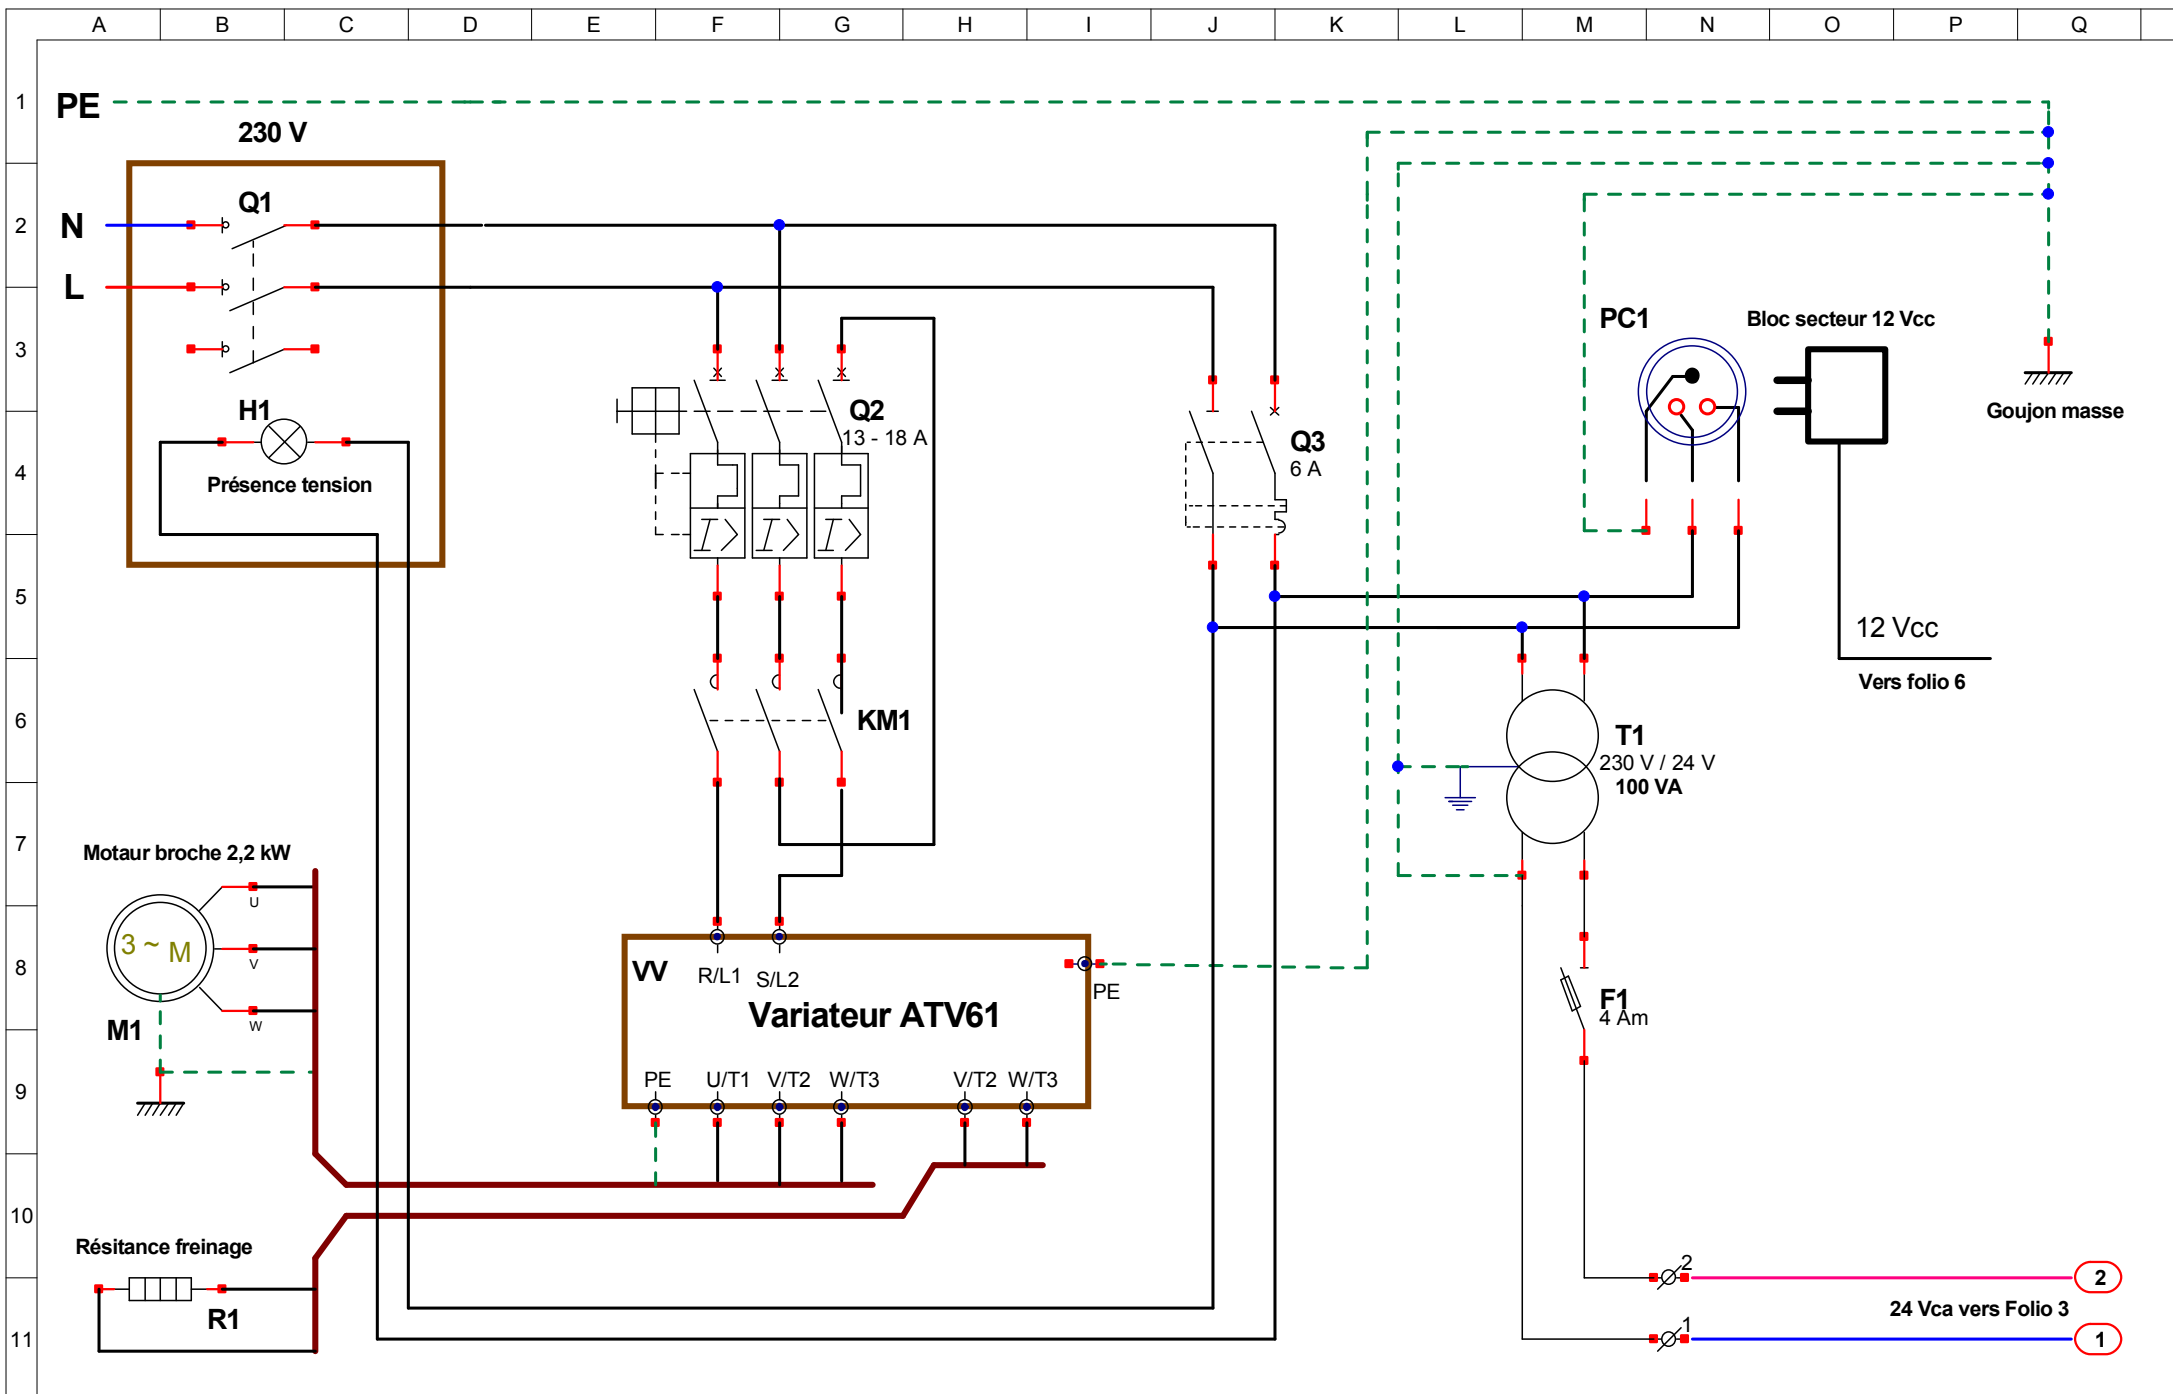 A B C D E F G H I J K L M N O P Q
1
PE
230 V
Q1
2
N
L
3
PC1
Bloc secteur 12 Vcc
H1
Q2
13 - 18 A
Q3
6 A
Goujon masse
4
Présence tension
5
12 Vcc
Vers folio 6
6
KM1
T1
230 V / 24 V
100 VA
7
Motaur broche 2,2 kW
U
3 ~ M
V
8
VV
R/L1 S/L2
PE
Variateur ATV61
F1
4 Am
W
M1
9
PE U/T1 V/T2 W/T3 V/T2 W/T3
10
Résitance freinage
2
2
R1
24 Vca vers Folio 3
11
1
1